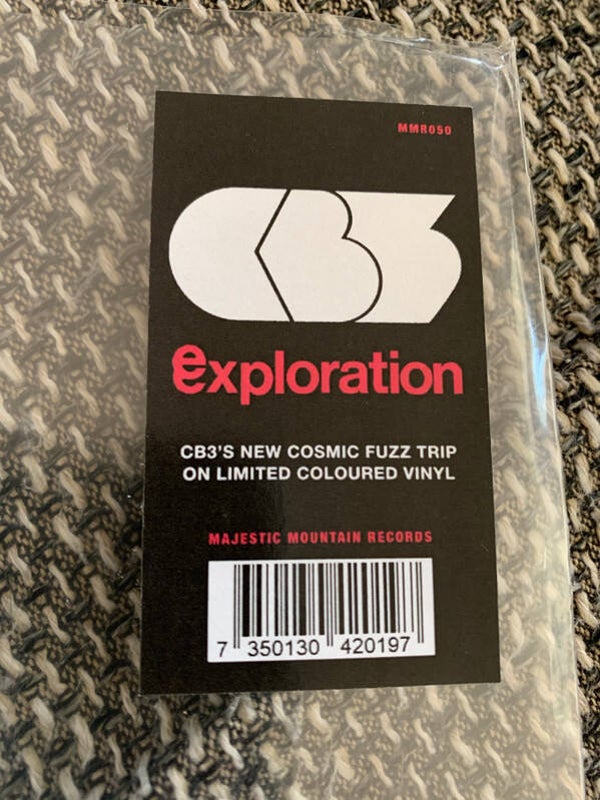 MMR050
CB3
exploration
CB3'S NEW COSMIC FUZZ TRIP
ON LIMITED COLOURED VINYL
MAJESTIC MOUNTAIN RECORDS
7 350130 420197